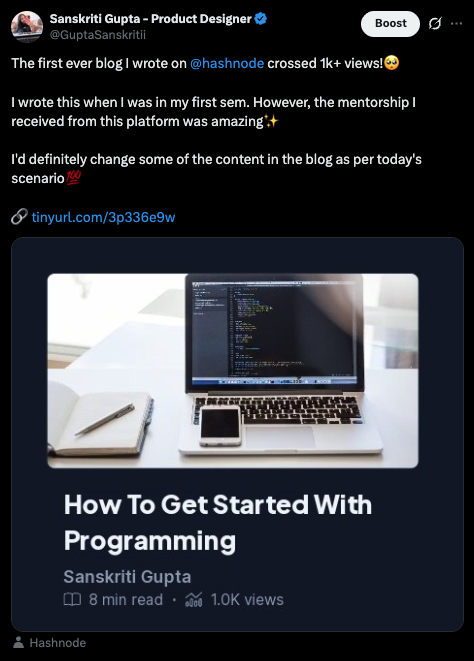 Sanskriti Gupta - Product Designer
@GuptaSanskritii
Boost
The first ever blog I wrote on @hashnode crossed 1k+ views!🥺
I wrote this when I was in my first sem. However, the mentorship I
received from this platform was amazing✨
I'd definitely change some of the content in the blog as per today's
scenario💯
🔗 tinyurl.com/3p336e9w
How To Get Started With
Programming
Sanskriti Gupta
8 min read · 1.0K views
Hashnode